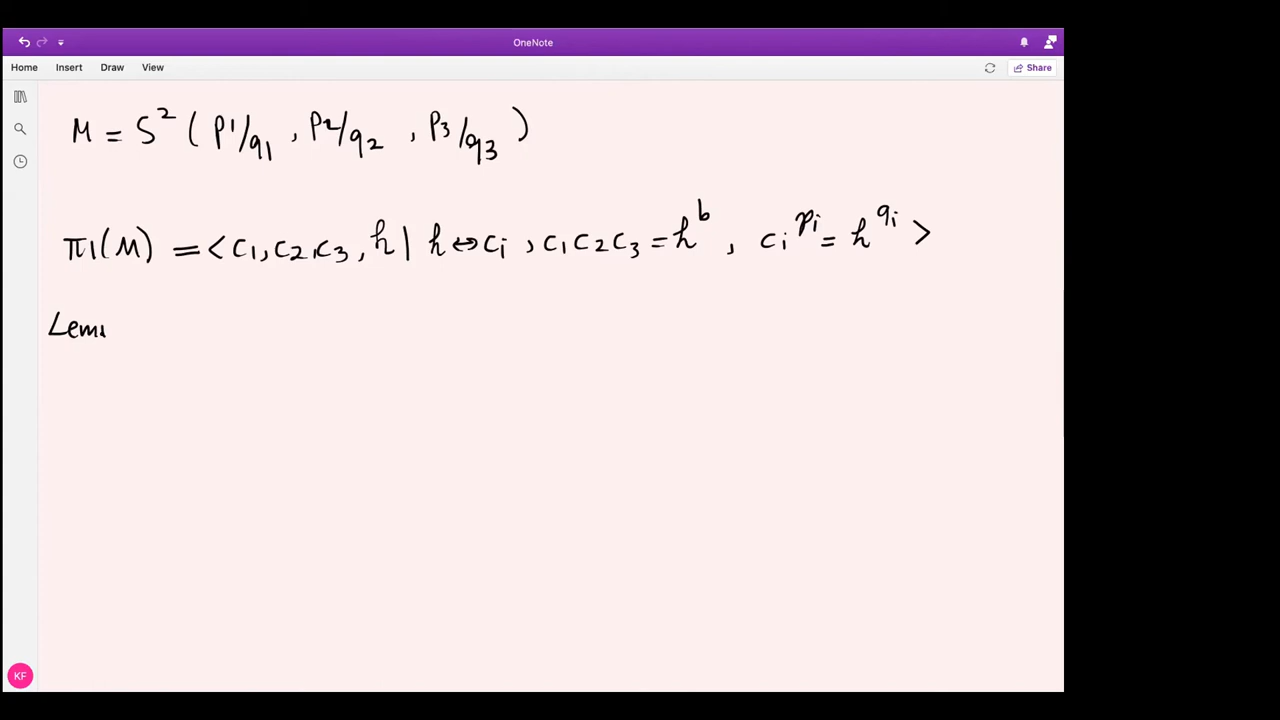 OneNote
Home Insert Draw View Share
M = S² ( P1/q1 , P2/q2 , P3/q3 )
π1(M) = < c1, c2, c3, h | h ↔ ci , c1c2c3 = h^b , ci^pi = h^qi >
Lem
KF